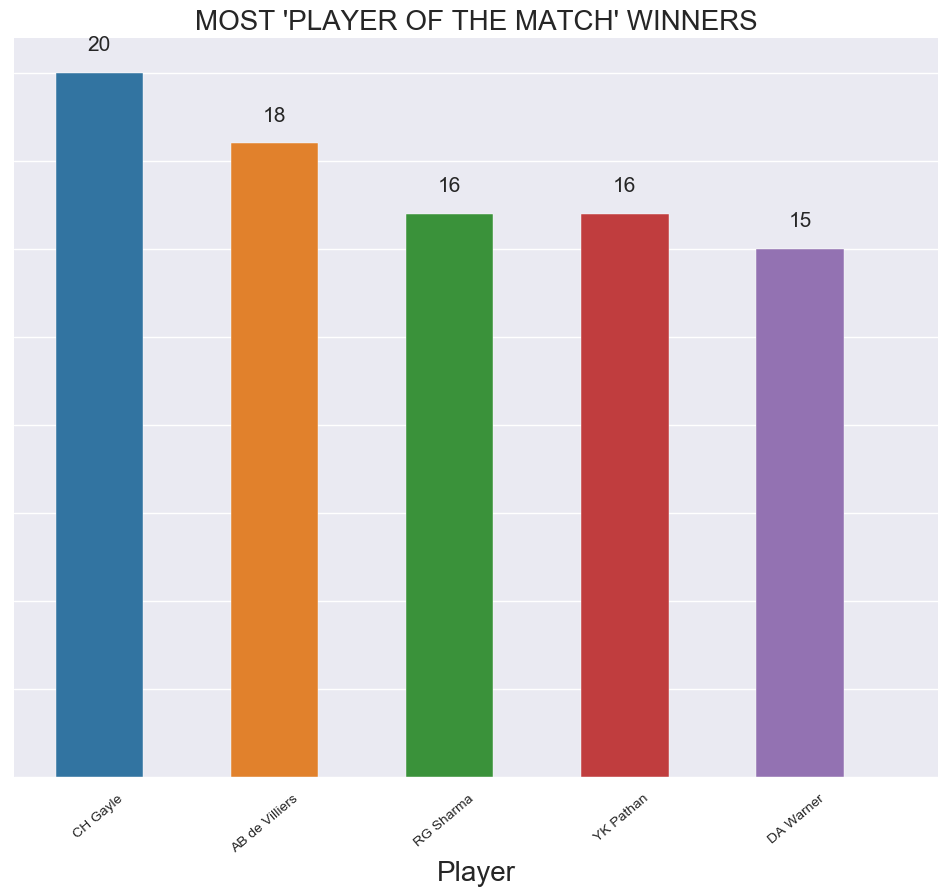 MOST 'PLAYER OF THE MATCH' WINNERS
20
18
16
16
15
CH Gayle
AB de Villiers
RG Sharma
YK Pathan
DA Warner
Player